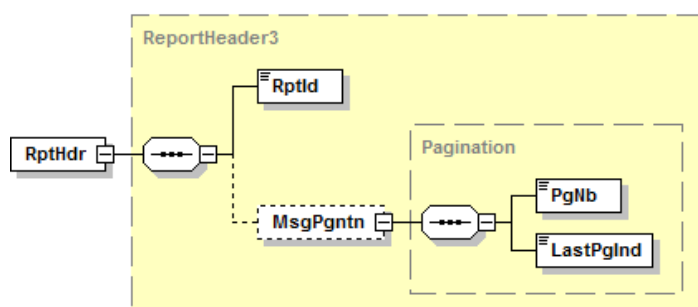 ReportHeader3
RptId
RptHdr
Pagination
MsgPgntn
PgNb
LastPgInd